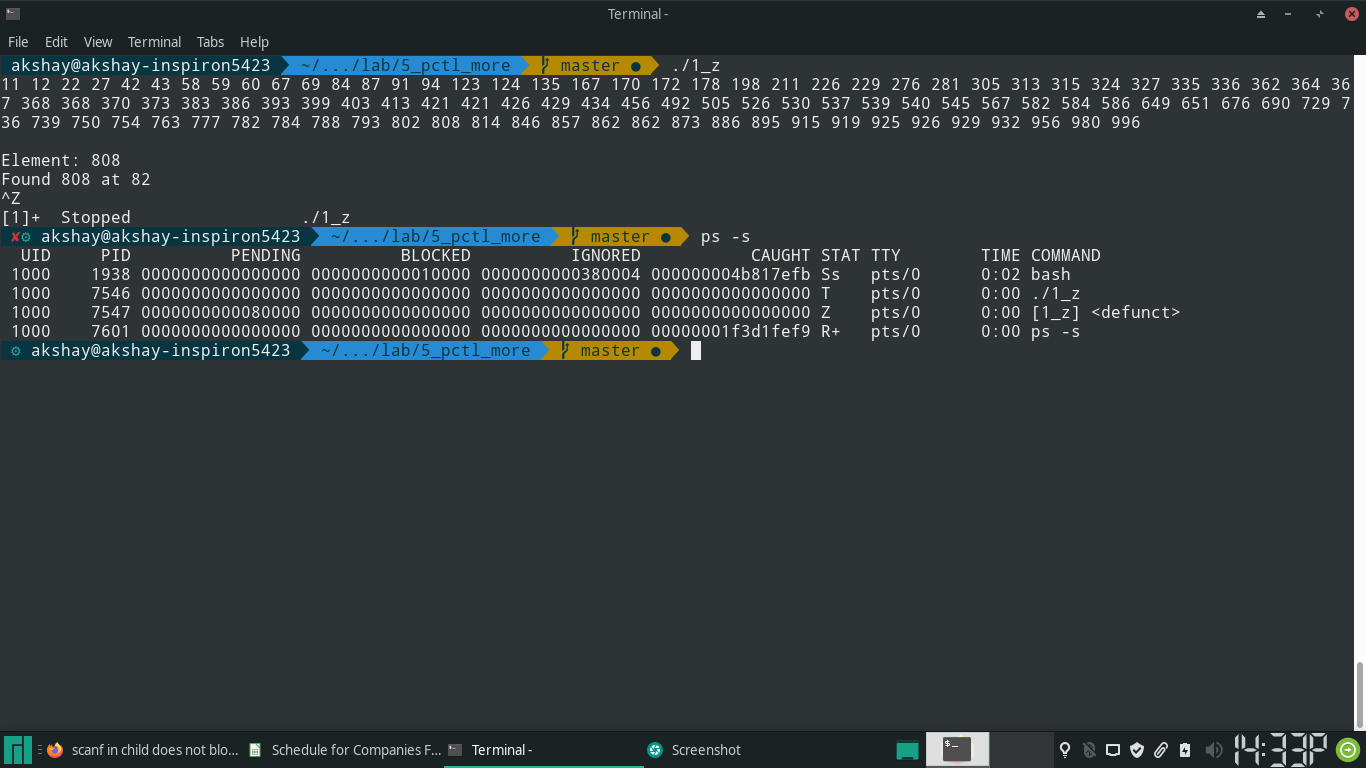 Terminal -
File Edit View Terminal Tabs Help
akshay@akshay-inspiron5423 ~/.../lab/5_pctl_more master ● ./1_z
11 12 22 27 42 43 58 59 60 67 69 84 87 91 94 123 124 135 167 170 172 178 198 211 226 229 276 281 305 313 315 324 327 335 336 362 364 36
7 368 368 370 373 383 386 393 399 403 413 421 421 426 429 434 456 492 505 526 530 537 539 540 545 567 582 584 586 649 651 676 690 729 7
36 739 750 754 763 777 782 784 788 793 802 808 814 846 857 862 862 873 886 895 915 919 925 926 929 932 956 980 996
Element: 808
Found 808 at 82
^Z
[1]+  Stopped                 ./1_z
✘⚙ akshay@akshay-inspiron5423 ~/.../lab/5_pctl_more master ● ps -s
  UID     PID          PENDING          BLOCKED          IGNORED           CAUGHT STAT TTY        TIME COMMAND
 1000    1938 0000000000000000 0000000000010000 0000000000380004 000000004b817efb Ss   pts/0      0:02 bash
 1000    7546 0000000000000000 0000000000000000 0000000000000000 0000000000000000 T    pts/0      0:00 ./1_z
 1000    7547 0000000000080000 0000000000000000 0000000000000000 0000000000000000 Z    pts/0      0:00 [1_z] <defunct>
 1000    7601 0000000000000000 0000000000000000 0000000000000000 00000001f3d1fef9 R+   pts/0      0:00 ps -s
⚙ akshay@akshay-inspiron5423 ~/.../lab/5_pctl_more master ●
scanf in child does not blo... Schedule for Companies F... Terminal - Screenshot 14:33P